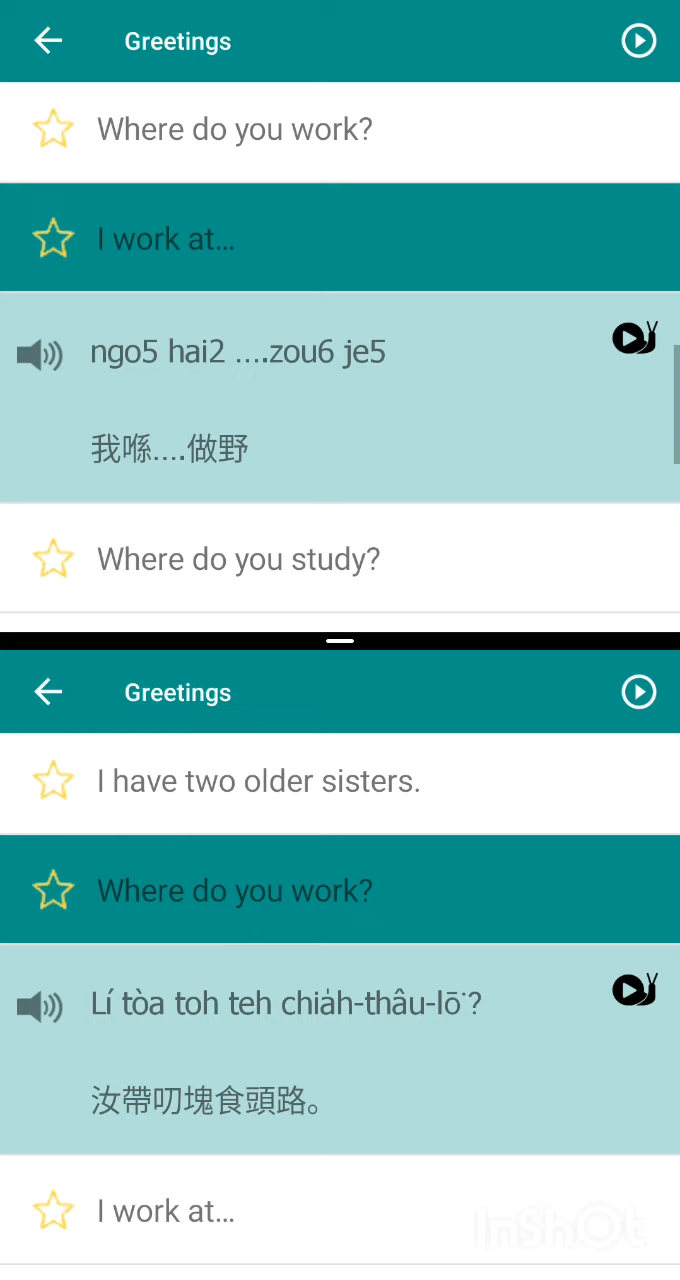 Greetings
Where do you work?
I work at...
ngo5 hai2 ....zou6 je5
我喺....做野
Where do you study?
Greetings
I have two older sisters.
Where do you work?
Lí tòa toh teh chia̍h-thâu-lō͘?
汝帶叨塊食頭路。
I work at...
InShOt